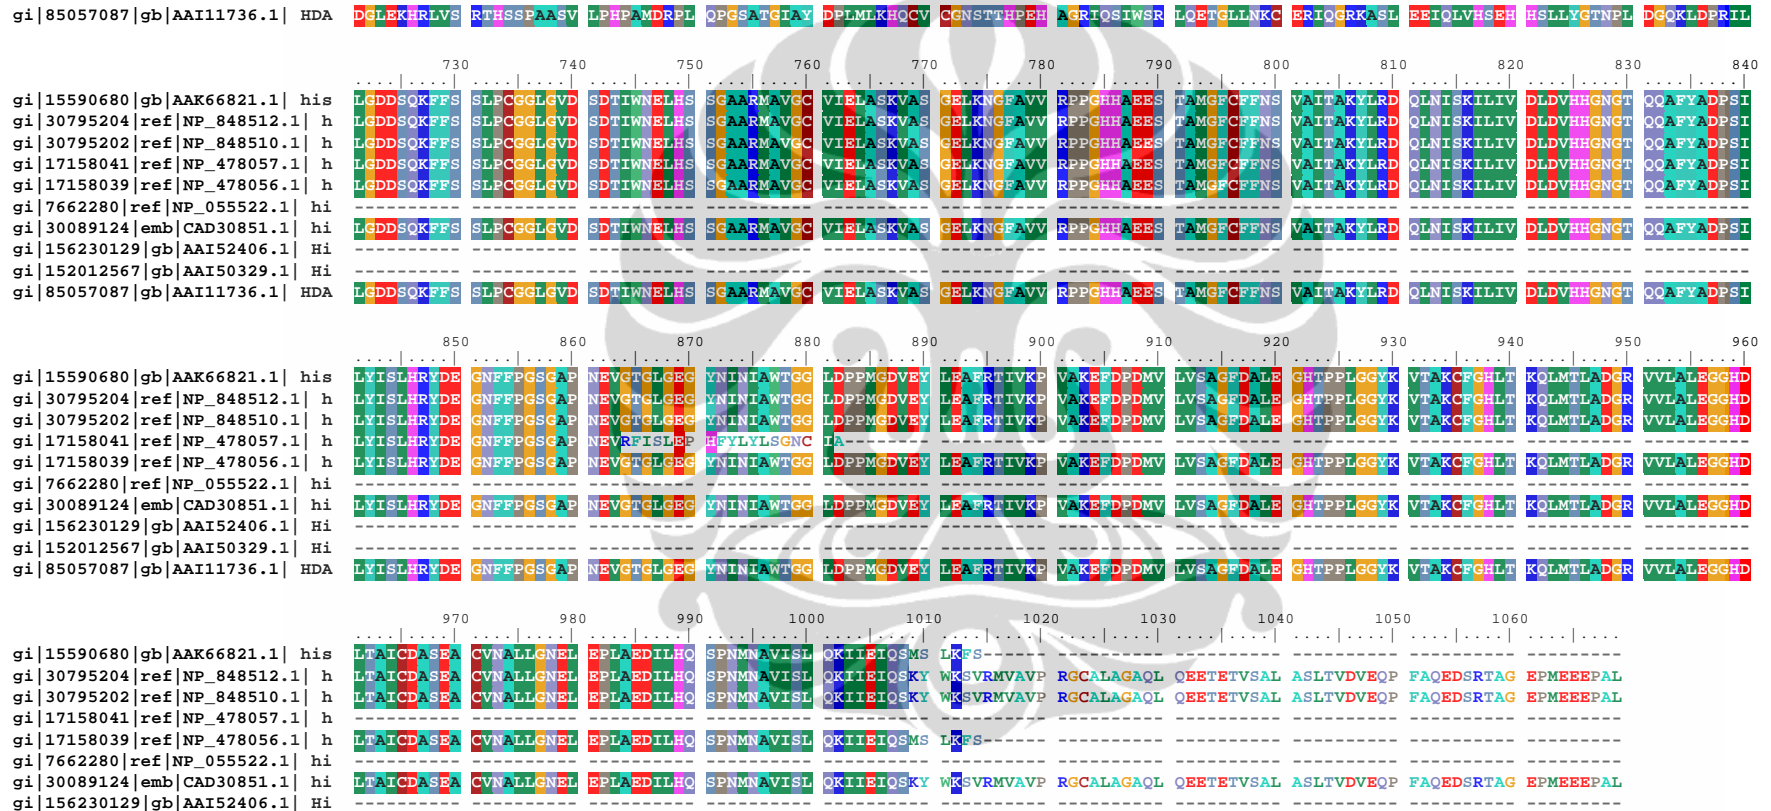 gi|85057087|gb|AAI11736.1| HDA DGLEKHRLVS RTHSSPAASV LPHPAMDRPL QPGSATGIAY DPLMLKHQCV CGNSTTHPEH AGRIQSIWSR LQETGLLNKC ERIQGRKASL EEIQLVHSEH HSLLYGTNPL DGQKLDPRIL
730 740 750 760 770 780 790 800 810 820 830 840
gi|15590680|gb|AAK66821.1| his LGDDSQKFFS SLPCGGLGVD SDTIWNELHS SGAARMAVGC VIELASKVAS GELKNGFAVV RPPGHHAEES TAMGFCFFNS VAITAKYLRD QLNISKILIV DLDVHHGNGT QQAFYADPSI
gi|30795204|ref|NP_848512.1| h LGDDSQKFFS SLPCGGLGVD SDTIWNELHS SGAARMAVGC VIELASKVAS GELKNGFAVV RPPGHHAEES TAMGFCFFNS VAITAKYLRD QLNISKILIV DLDVHHGNGT QQAFYADPSI
gi|30795202|ref|NP_848510.1| h LGDDSQKFFS SLPCGGLGVD SDTIWNELHS SGAARMAVGC VIELASKVAS GELKNGFAVV RPPGHHAEES TAMGFCFFNS VAITAKYLRD QLNISKILIV DLDVHHGNGT QQAFYADPSI
gi|17158041|ref|NP_478057.1| h LGDDSQKFFS SLPCGGLGVD SDTIWNELHS SGAARMAVGC VIELASKVAS GELKNGFAVV RPPGHHAEES TAMGFCFFNS VAITAKYLRD QLNISKILIV DLDVHHGNGT QQAFYADPSI
gi|17158039|ref|NP_478056.1| h LGDDSQKFFS SLPCGGLGVD SDTIWNELHS SGAARMAVGC VIELASKVAS GELKNGFAVV RPPGHHAEES TAMGFCFFNS VAITAKYLRD QLNISKILIV DLDVHHGNGT QQAFYADPSI
gi|7662280|ref|NP_055522.1| hi ---------- ---------- ---------- ---------- ---------- ---------- ---------- ---------- ---------- ---------- ---------- ----------
gi|30089124|emb|CAD30851.1| hi LGDDSQKFFS SLPCGGLGVD SDTIWNELHS SGAARMAVGC VIELASKVAS GELKNGFAVV RPPGHHAEES TAMGFCFFNS VAITAKYLRD QLNISKILIV DLDVHHGNGT QQAFYADPSI
gi|156230129|gb|AAI52406.1| Hi ---------- ---------- ---------- ---------- ---------- ---------- ---------- ---------- ---------- ---------- ---------- ----------
gi|152012567|gb|AAI50329.1| Hi ---------- ---------- ---------- ---------- ---------- ---------- ---------- ---------- ---------- ---------- ---------- ----------
gi|85057087|gb|AAI11736.1| HDA LGDDSQKFFS SLPCGGLGVD SDTIWNELHS SGAARMAVGC VIELASKVAS GELKNGFAVV RPPGHHAEES TAMGFCFFNS VAITAKYLRD QLNISKILIV DLDVHHGNGT QQAFYADPSI
850 860 870 880 890 900 910 920 930 940 950 960
gi|15590680|gb|AAK66821.1| his LYISLHRYDE GNFFPGSGAP NEVGTGLGEG YNINIAWTGG LDPPMGDVEY LEAFRTIVKP VAKEFDPDMV LVSAGFDALE GHTPPLGGYK VTAKCFGHLT KQLMTLADGR VVLALEGGHD
gi|30795204|ref|NP_848512.1| h LYISLHRYDE GNFFPGSGAP NEVGTGLGEG YNINIAWTGG LDPPMGDVEY LEAFRTIVKP VAKEFDPDMV LVSAGFDALE GHTPPLGGYK VTAKCFGHLT KQLMTLADGR VVLALEGGHD
gi|30795202|ref|NP_848510.1| h LYISLHRYDE GNFFPGSGAP NEVGTGLGEG YNINIAWTGG LDPPMGDVEY LEAFRTIVKP VAKEFDPDMV LVSAGFDALE GHTPPLGGYK VTAKCFGHLT KQLMTLADGR VVLALEGGHD
gi|17158041|ref|NP_478057.1| h LYISLHRYDE GNFFPGSGAP NEVRFISLEP HFYLYLSGNC IA-------- ---------- ---------- ---------- ---------- ---------- ---------- ----------
gi|17158039|ref|NP_478056.1| h LYISLHRYDE GNFFPGSGAP NEVGTGLGEG YNINIAWTGG LDPPMGDVEY LEAFRTIVKP VAKEFDPDMV LVSAGFDALE GHTPPLGGYK VTAKCFGHLT KQLMTLADGR VVLALEGGHD
gi|7662280|ref|NP_055522.1| hi ---------- ---------- ---------- ---------- ---------- ---------- ---------- ---------- ---------- ---------- ---------- ----------
gi|30089124|emb|CAD30851.1| hi LYISLHRYDE GNFFPGSGAP NEVGTGLGEG YNINIAWTGG LDPPMGDVEY LEAFRTIVKP VAKEFDPDMV LVSAGFDALE GHTPPLGGYK VTAKCFGHLT KQLMTLADGR VVLALEGGHD
gi|156230129|gb|AAI52406.1| Hi ---------- ---------- ---------- ---------- ---------- ---------- ---------- ---------- ---------- ---------- ---------- ----------
gi|152012567|gb|AAI50329.1| Hi ---------- ---------- ---------- ---------- ---------- ---------- ---------- ---------- ---------- ---------- ---------- ----------
gi|85057087|gb|AAI11736.1| HDA LYISLHRYDE GNFFPGSGAP NEVGTGLGEG YNINIAWTGG LDPPMGDVEY LEAFRTIVKP VAKEFDPDMV LVSAGFDALE GHTPPLGGYK VTAKCFGHLT KQLMTLADGR VVLALEGGHD
970 980 990 1000 1010 1020 1030 1040 1050 1060
gi|15590680|gb|AAK66821.1| his LTAICDASEA CVNALLGNEL EPLAEDILHQ SPNMNAVISL QKIIEIQSMS LKFS------ ---------- ---------- ---------- ---------- ---------
gi|30795204|ref|NP_848512.1| h LTAICDASEA CVNALLGNEL EPLAEDILHQ SPNMNAVISL QKIIEIQSKY WKSVRMVAVP RGCALAGAQL QEETETVSAL ASLTVDVEQP FAQEDSRTAG EPMEEEPAL
gi|30795202|ref|NP_848510.1| h LTAICDASEA CVNALLGNEL EPLAEDILHQ SPNMNAVISL QKIIEIQSKY WKSVRMVAVP RGCALAGAQL QEETETVSAL ASLTVDVEQP FAQEDSRTAG EPMEEEPAL
gi|17158041|ref|NP_478057.1| h ---------- ---------- ---------- ---------- ---------- ---------- ---------- ---------- ---------- ---------- ---------
gi|17158039|ref|NP_478056.1| h LTAICDASEA CVNALLGNEL EPLAEDILHQ SPNMNAVISL QKIIEIQSMS LKFS------ ---------- ---------- ---------- ---------- ---------
gi|7662280|ref|NP_055522.1| hi ---------- ---------- ---------- ---------- ---------- ---------- ---------- ---------- ---------- ---------- ---------
gi|30089124|emb|CAD30851.1| hi LTAICDASEA CVNALLGNEL EPLAEDILHQ SPNMNAVISL QKIIEIQSKY WKSVRMVAVP RGCALAGAQL QEETETVSAL ASLTVDVEQP FAQEDSRTAG EPMEEEPAL
gi|156230129|gb|AAI52406.1| Hi ---------- ---------- ---------- ---------- ---------- ---------- ---------- ---------- ---------- ---------- ---------